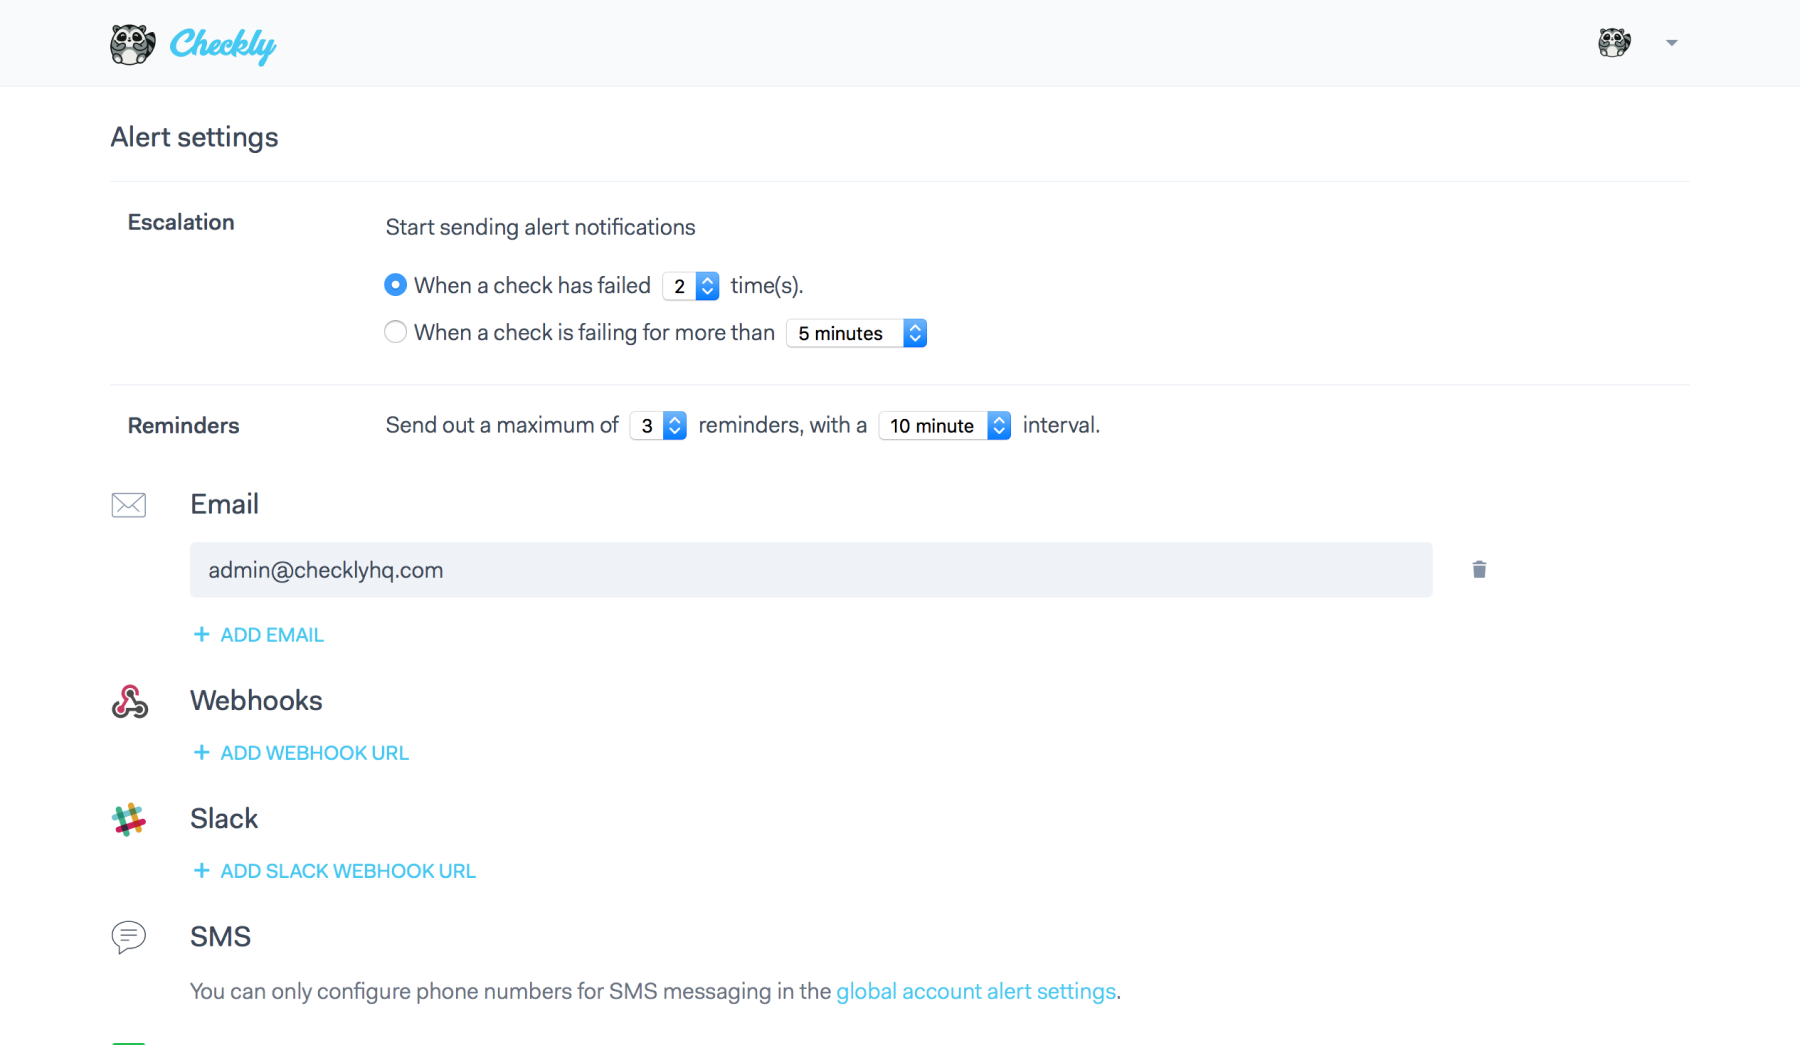 Checkly
Alert settings
Escalation
Start sending alert notifications
When a check has failed 2 time(s).
When a check is failing for more than 5 minutes
Reminders
Send out a maximum of 3 reminders, with a 10 minute interval.
Email
admin@checklyhq.com
+ ADD EMAIL
Webhooks
+ ADD WEBHOOK URL
Slack
+ ADD SLACK WEBHOOK URL
SMS
You can only configure phone numbers for SMS messaging in the global account alert settings.